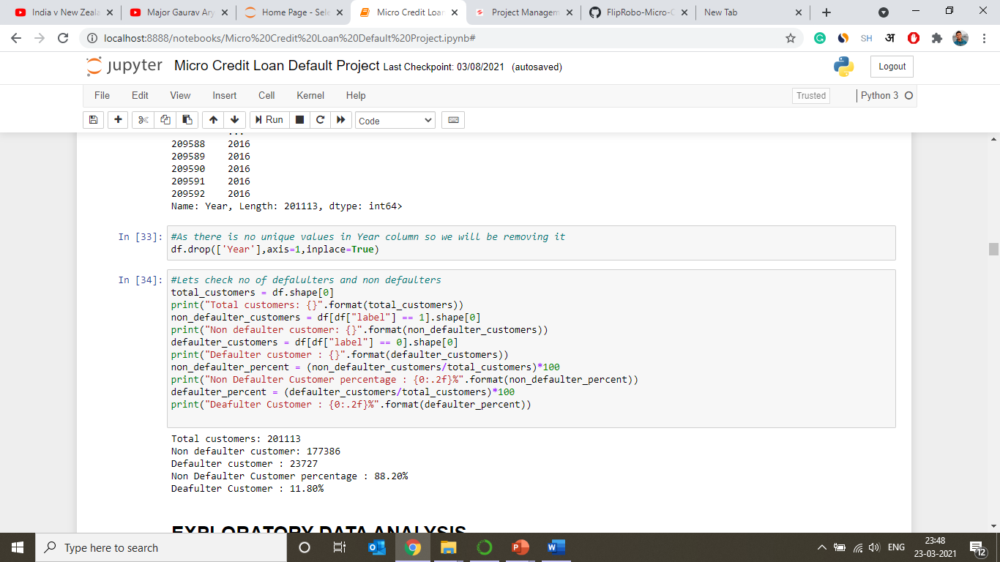 India v New Zeala
Major Gaurav Ary
Home Page - Sele
Micro Credit Loan
Project Managem
FlipRobo-Micro-C
New Tab
localhost:8888/notebooks/Micro%20Credit%20Loan%20Default%20Project.ipynb#
SH
अ
jupyter Micro Credit Loan Default Project Last Checkpoint: 03/08/2021 (autosaved)
Logout
File Edit View Insert Cell Kernel Help
Trusted
Python 3
Run
Code
209588 2016
209589 2016
209590 2016
209591 2016
209592 2016
Name: Year, Length: 201113, dtype: int64>
In [33]: #As there is no unique values in Year column so we will be removing it
df.drop(['Year'],axis=1,inplace=True)
In [34]: #Lets check no of defalulters and non defaulters
total_customers = df.shape[0]
print("Total customers: {}".format(total_customers))
non_defaulter_customers = df[df["label"] == 1].shape[0]
print("Non defaulter customer: {}".format(non_defaulter_customers))
defaulter_customers = df[df["label"] == 0].shape[0]
print("Defaulter customer : {}".format(defaulter_customers))
non_defaulter_percent = (non_defaulter_customers/total_customers)*100
print("Non Defaulter Customer percentage : {0:.2f}%".format(non_defaulter_percent))
defaulter_percent = (defaulter_customers/total_customers)*100
print("Deafulter Customer : {0:.2f}%".format(defaulter_percent))
Total customers: 201113
Non defaulter customer: 177386
Defaulter customer : 23727
Non Defaulter Customer percentage : 88.20%
Deafulter Customer : 11.80%
EXPLORATORY DATA ANALYSIS
Type here to search
ENG
23:48
23-03-2021
12